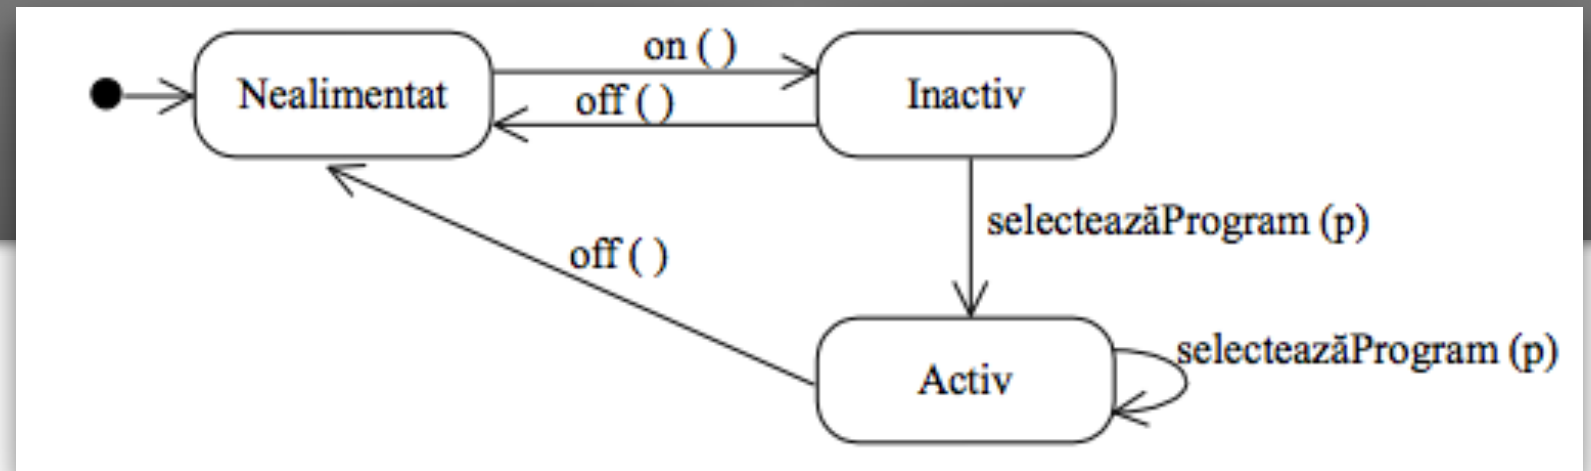 on ( )
Nealimentat
Inactiv
off ( )
selecteazăProgram (p)
off ( )
selecteazăProgram (p)
Activ